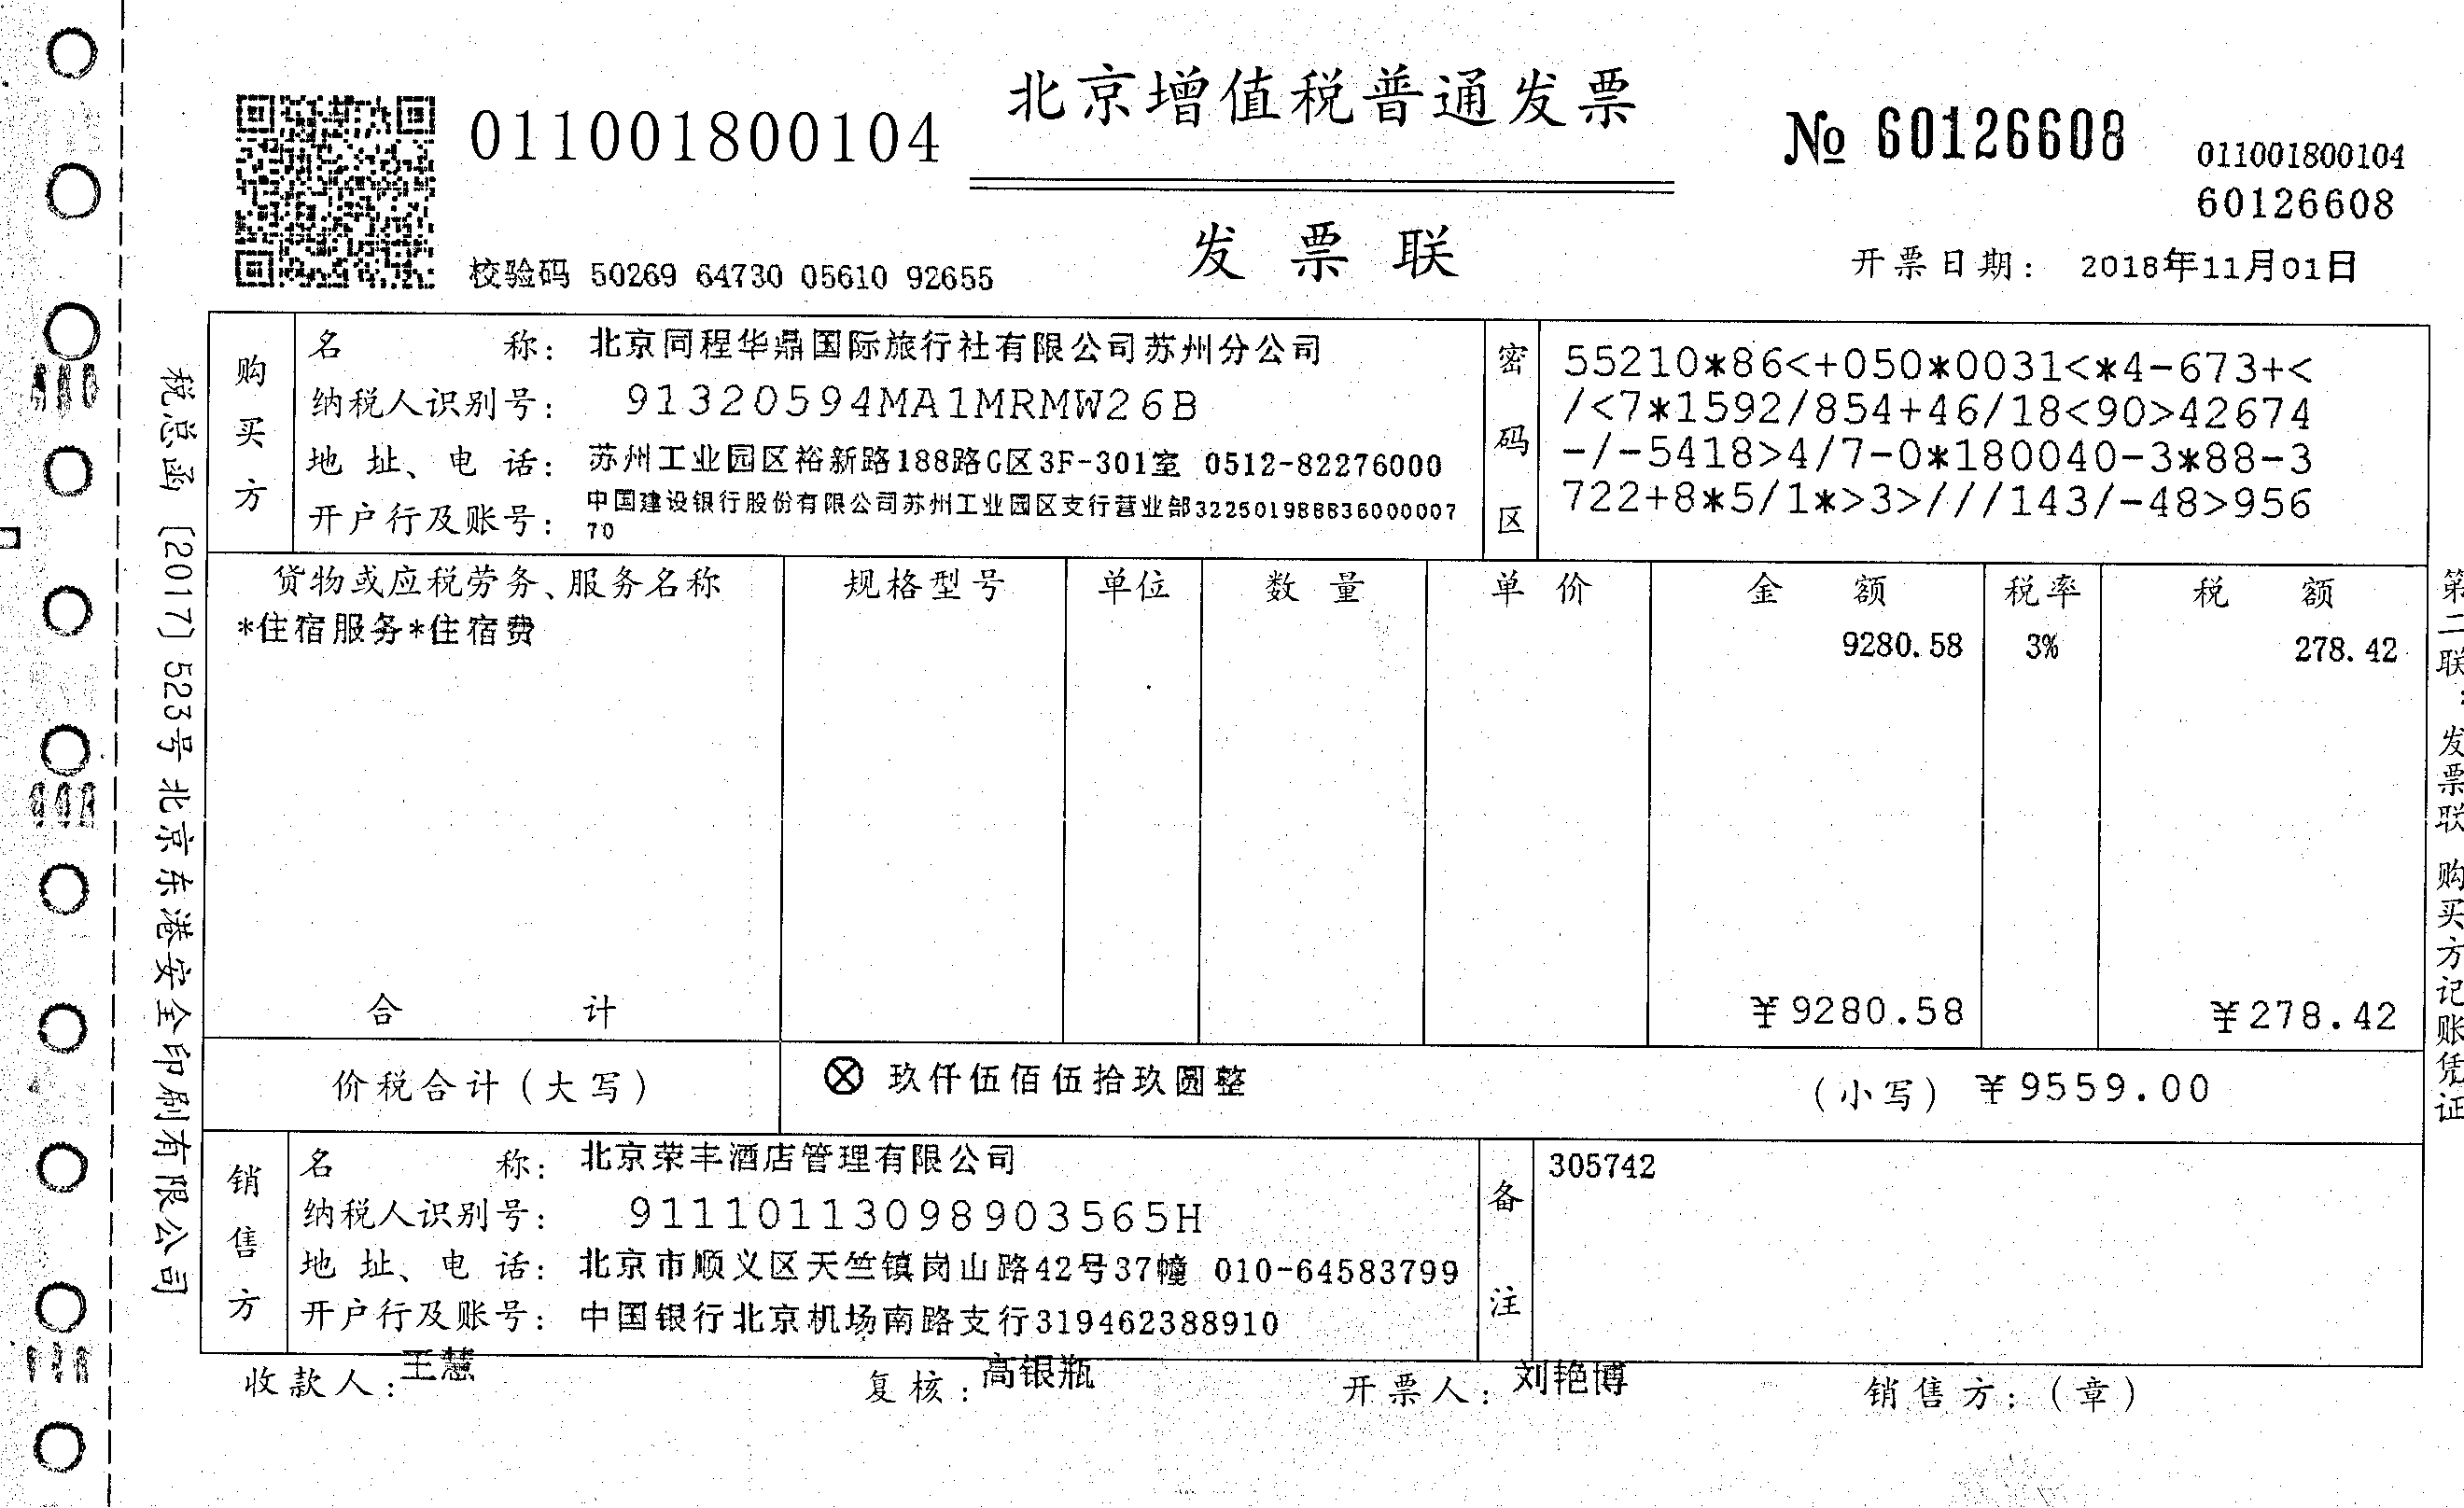 北京增值税普通发票
011001800104
№ 60126608
011001800104
60126608
发票联
校验码 50269 64730 05610 92655
开票日期： 2018年11月01日
购买方
名称： 北京同程华鼎国际旅行社有限公司苏州分公司
纳税人识别号： 91320594MA1MRMW26B
地址、电话： 苏州工业园区裕新路188路C区3F-301室 0512-82276000
开户行及账号： 中国建设银行股份有限公司苏州工业园区支行营业部3225019888360000007
70
密码区
55210*86<+050*0031<*4-673+<
/<7*1592/854+46/18<90>42674
-/-5418>4/7-0*180040-3*88-3
722+8*5/1*>3>///143/-48>956
货物或应税劳务、服务名称 规格型号 单位 数量 单价 金额 税率 税额
*住宿服务*住宿费 9280.58 3% 278.42
合计 ￥9280.58 ￥278.42
价税合计（大写） ⊗ 玖仟伍佰伍拾玖圆整 （小写） ￥9559.00
销售方
名称： 北京荣丰酒店管理有限公司
纳税人识别号： 91110113098903565H
地址、电话： 北京市顺义区天竺镇岗山路42号37幢 010-64583799
开户行及账号： 中国银行北京机场南路支行319462388910
备注
305742
收款人：王慧 复核：高银瓶 开票人：刘艳博 销售方：（章）
税总函〔2017〕523号北京东港安全印刷有限公司
第二联：发票联 购买方记账凭证